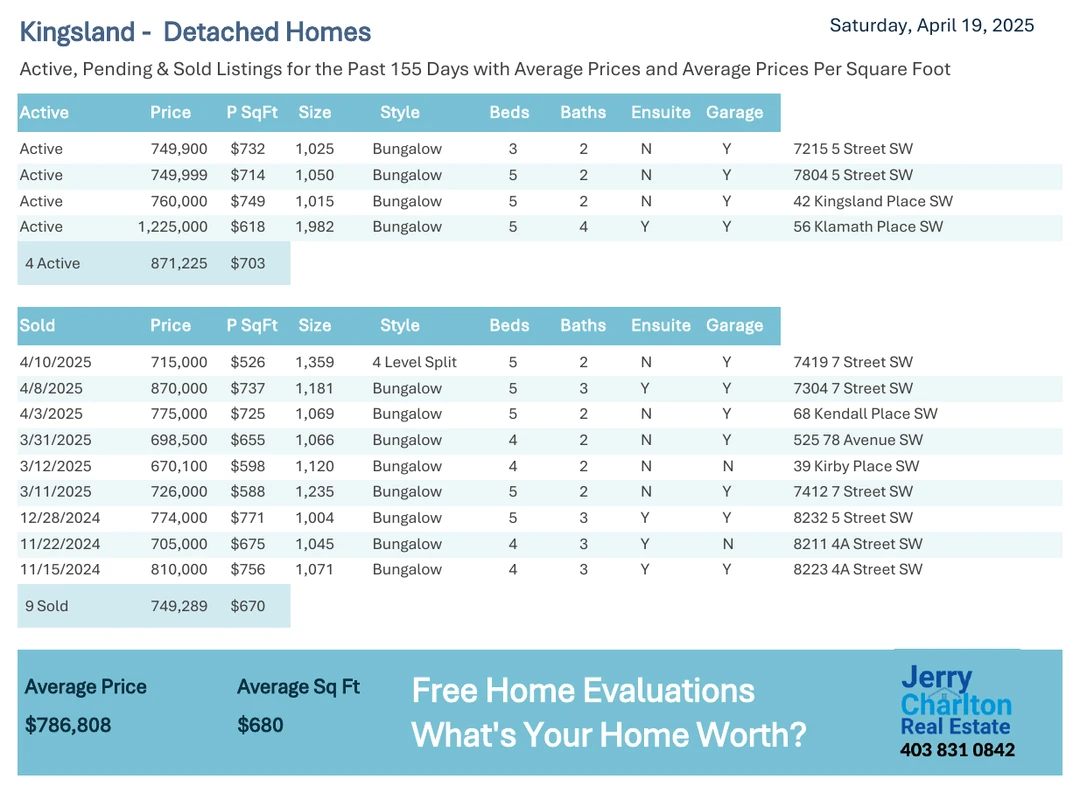 Kingsland - Detached Homes
Saturday, April 19, 2025
Active, Pending & Sold Listings for the Past 155 Days with Average Prices and Average Prices Per Square Foot
Active Price P SqFt Size Style Beds Baths Ensuite Garage
Active 749,900 $732 1,025 Bungalow 3 2 N Y 7215 5 Street SW
Active 749,999 $714 1,050 Bungalow 5 2 N Y 7804 5 Street SW
Active 760,000 $749 1,015 Bungalow 5 2 N Y 42 Kingsland Place SW
Active 1,225,000 $618 1,982 Bungalow 5 4 Y Y 56 Klamath Place SW
4 Active 871,225 $703
Sold Price P SqFt Size Style Beds Baths Ensuite Garage
4/10/2025 715,000 $526 1,359 4 Level Split 5 2 N Y 7419 7 Street SW
4/8/2025 870,000 $737 1,181 Bungalow 5 3 Y Y 7304 7 Street SW
4/3/2025 775,000 $725 1,069 Bungalow 5 2 N Y 68 Kendall Place SW
3/31/2025 698,500 $655 1,066 Bungalow 4 2 N Y 525 78 Avenue SW
3/12/2025 670,100 $598 1,120 Bungalow 4 2 N N 39 Kirby Place SW
3/11/2025 726,000 $588 1,235 Bungalow 5 2 N Y 7412 7 Street SW
12/28/2024 774,000 $771 1,004 Bungalow 5 3 Y Y 8232 5 Street SW
11/22/2024 705,000 $675 1,045 Bungalow 4 3 Y N 8211 4A Street SW
11/15/2024 810,000 $756 1,071 Bungalow 4 3 Y Y 8223 4A Street SW
9 Sold 749,289 $670
Average Price Average Sq Ft
$786,808 $680
Free Home Evaluations
What's Your Home Worth?
Jerry
Charlton
Real Estate
403 831 0842